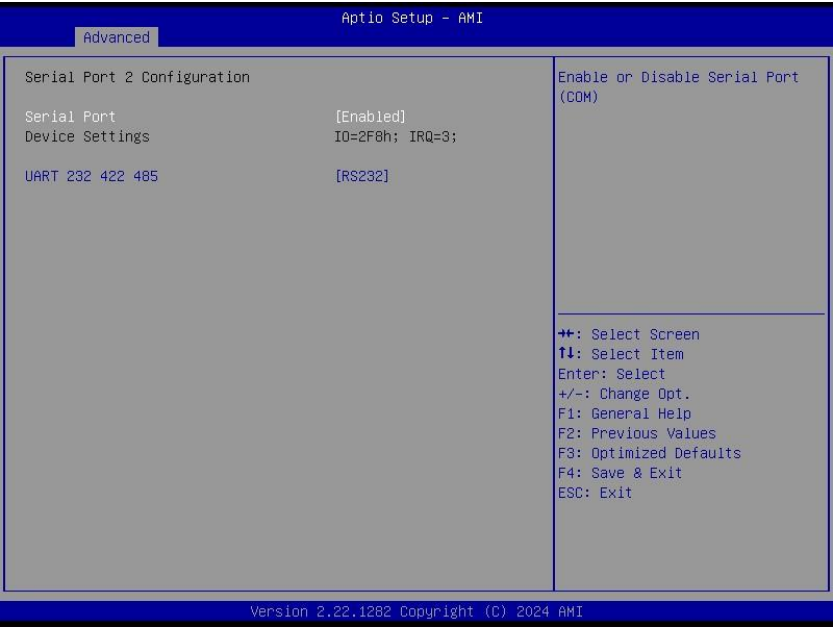 Aptio Setup - AMI
Advanced
Serial Port 2 Configuration
Serial Port [Enabled]
Device Settings IO=2F8h; IRQ=3;
UART 232 422 485 [RS232]
Enable or Disable Serial Port
(COM)
→←: Select Screen
↑↓: Select Item
Enter: Select
+/-: Change Opt.
F1: General Help
F2: Previous Values
F3: Optimized Defaults
F4: Save & Exit
ESC: Exit
Version 2.22.1282 Copyright (C) 2024 AMI